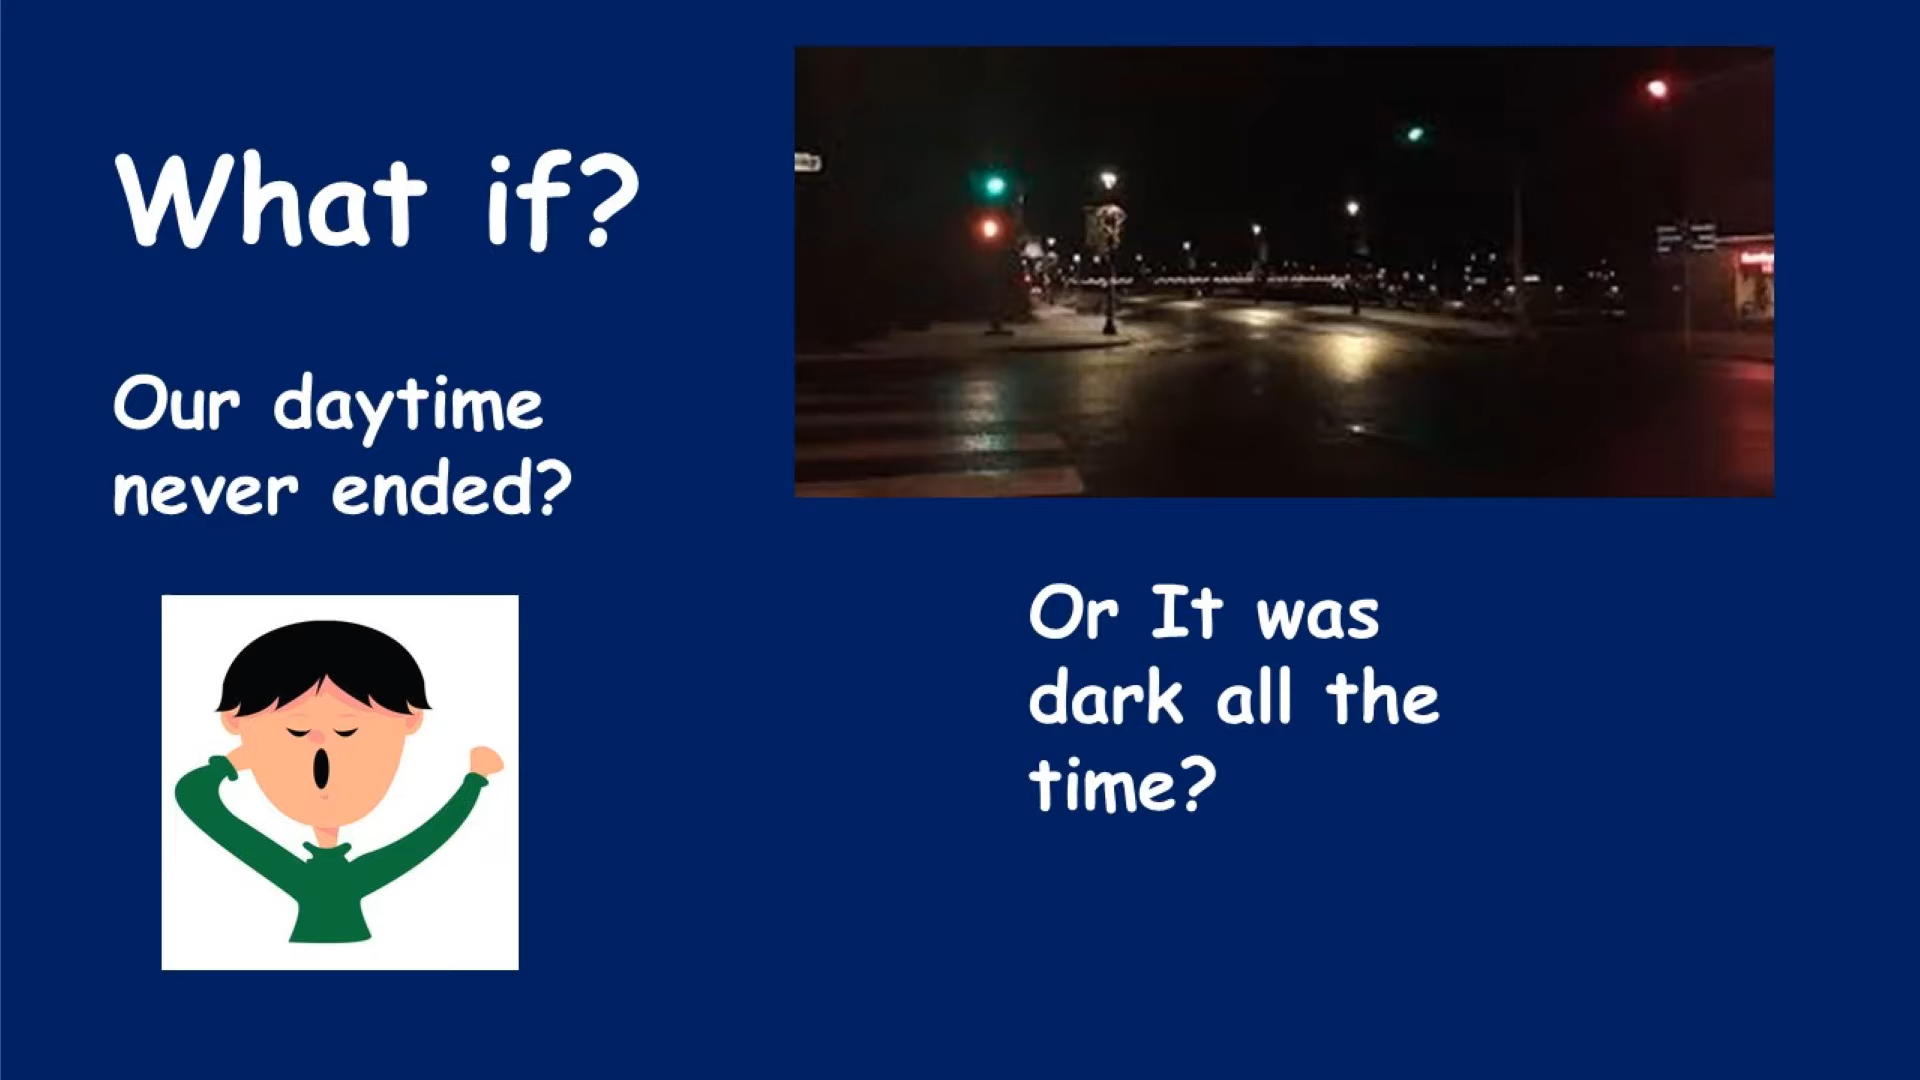 What if?
Our daytime
never ended?
Or It was
dark all the
time?